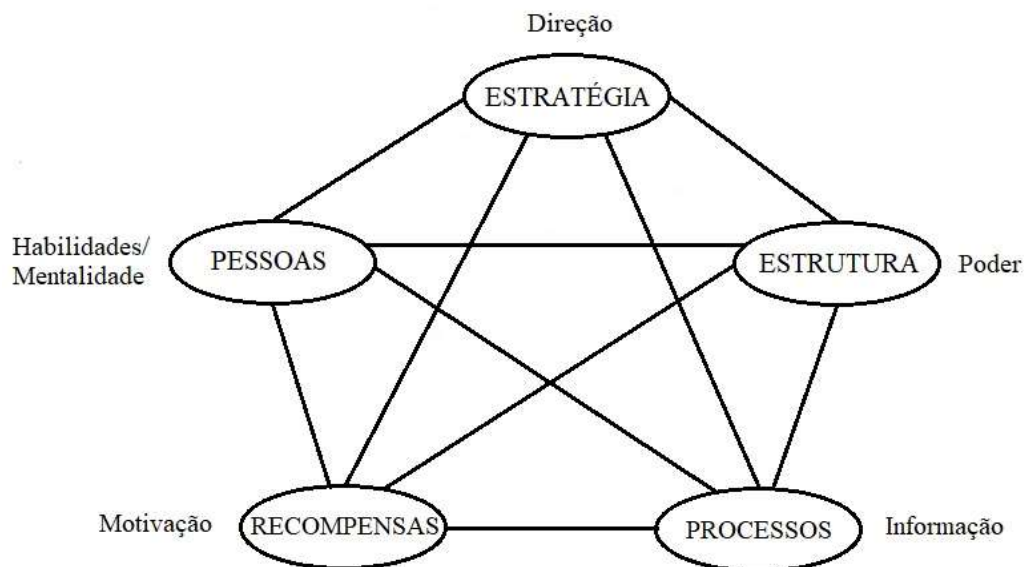 Direção
ESTRATÉGIA
Habilidades/
Mentalidade
PESSOAS
ESTRUTURA
Poder
Motivação
RECOMPENSAS
PROCESSOS
Informação